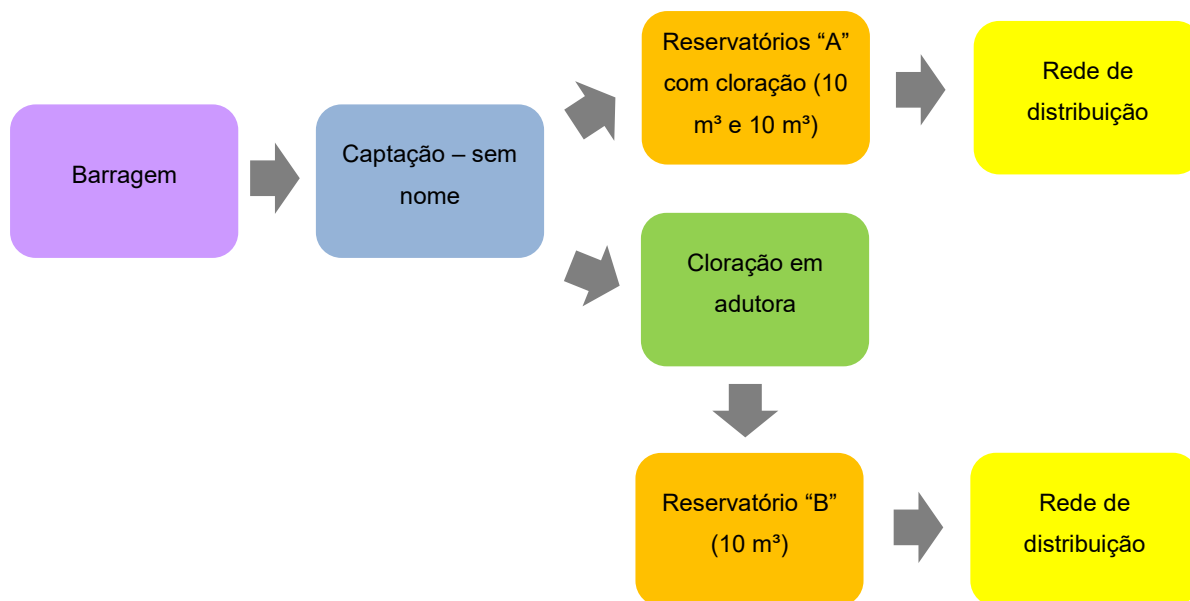 Barragem
Captação – sem
nome
Reservatórios “A”
com cloração (10
m³ e 10 m³)
Rede de
distribuição
Cloração em
adutora
Reservatório “B”
(10 m³)
Rede de
distribuição